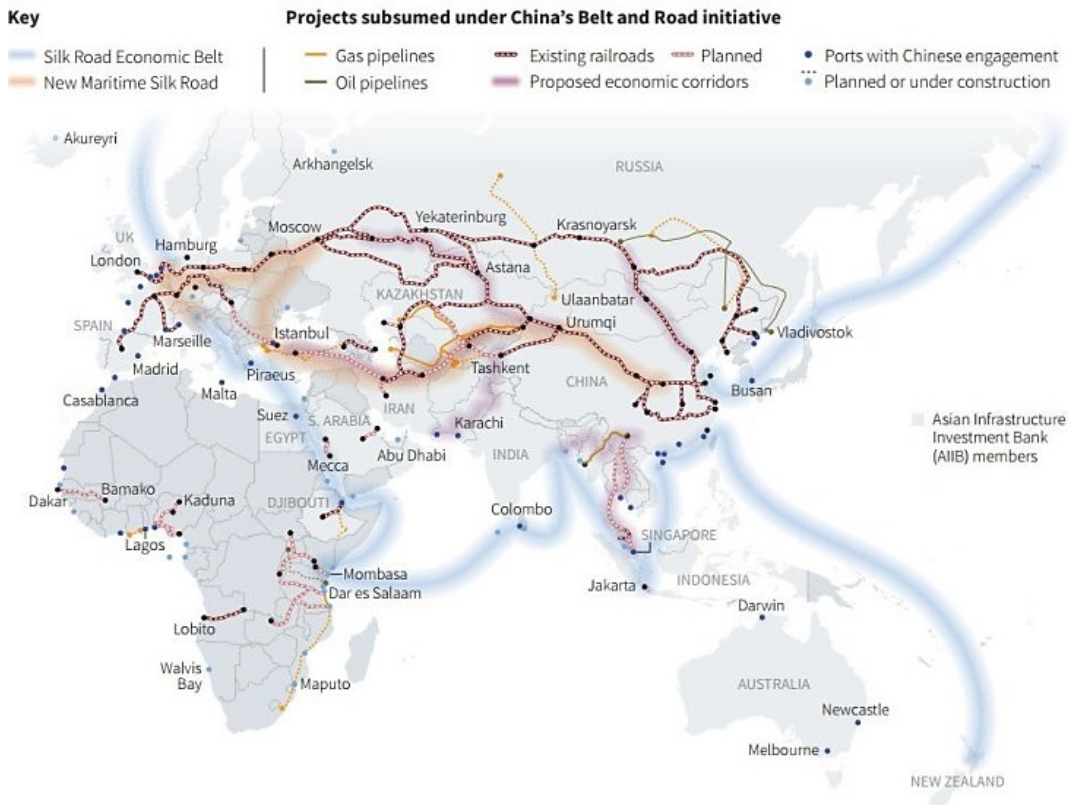 Key
Projects subsumed under China's Belt and Road initiative
Silk Road Economic Belt
New Maritime Silk Road
Gas pipelines
Oil pipelines
Existing railroads
Planned
Proposed economic corridors
Ports with Chinese engagement
Planned or under construction
Akureyri
Arkhangelsk
RUSSIA
Yekaterinburg
Krasnoyarsk
Moscow
UK
Hamburg
London
Astana
KAZAKHSTAN
Ulaanbatar
Urumqi
SPAIN
Istanbul
Vladivostok
Marseille
Madrid
Piraeus
Tashkent
CHINA
Busan
Casablanca
Malta
IRAN
Suez
S. ARABIA
Karachi
EGYPT
Abu Dhabi
INDIA
Asian Infrastructure
Investment Bank
(AIIB) members
Mecca
Dakar
Bamako
Kaduna
DJIBOUTI
Colombo
Lagos
SINGAPORE
Mombasa
Jakarta
INDONESIA
Dar es Salaam
Darwin
Lobito
Walvis
Bay
Maputo
AUSTRALIA
Newcastle
Melbourne
NEW ZEALAND